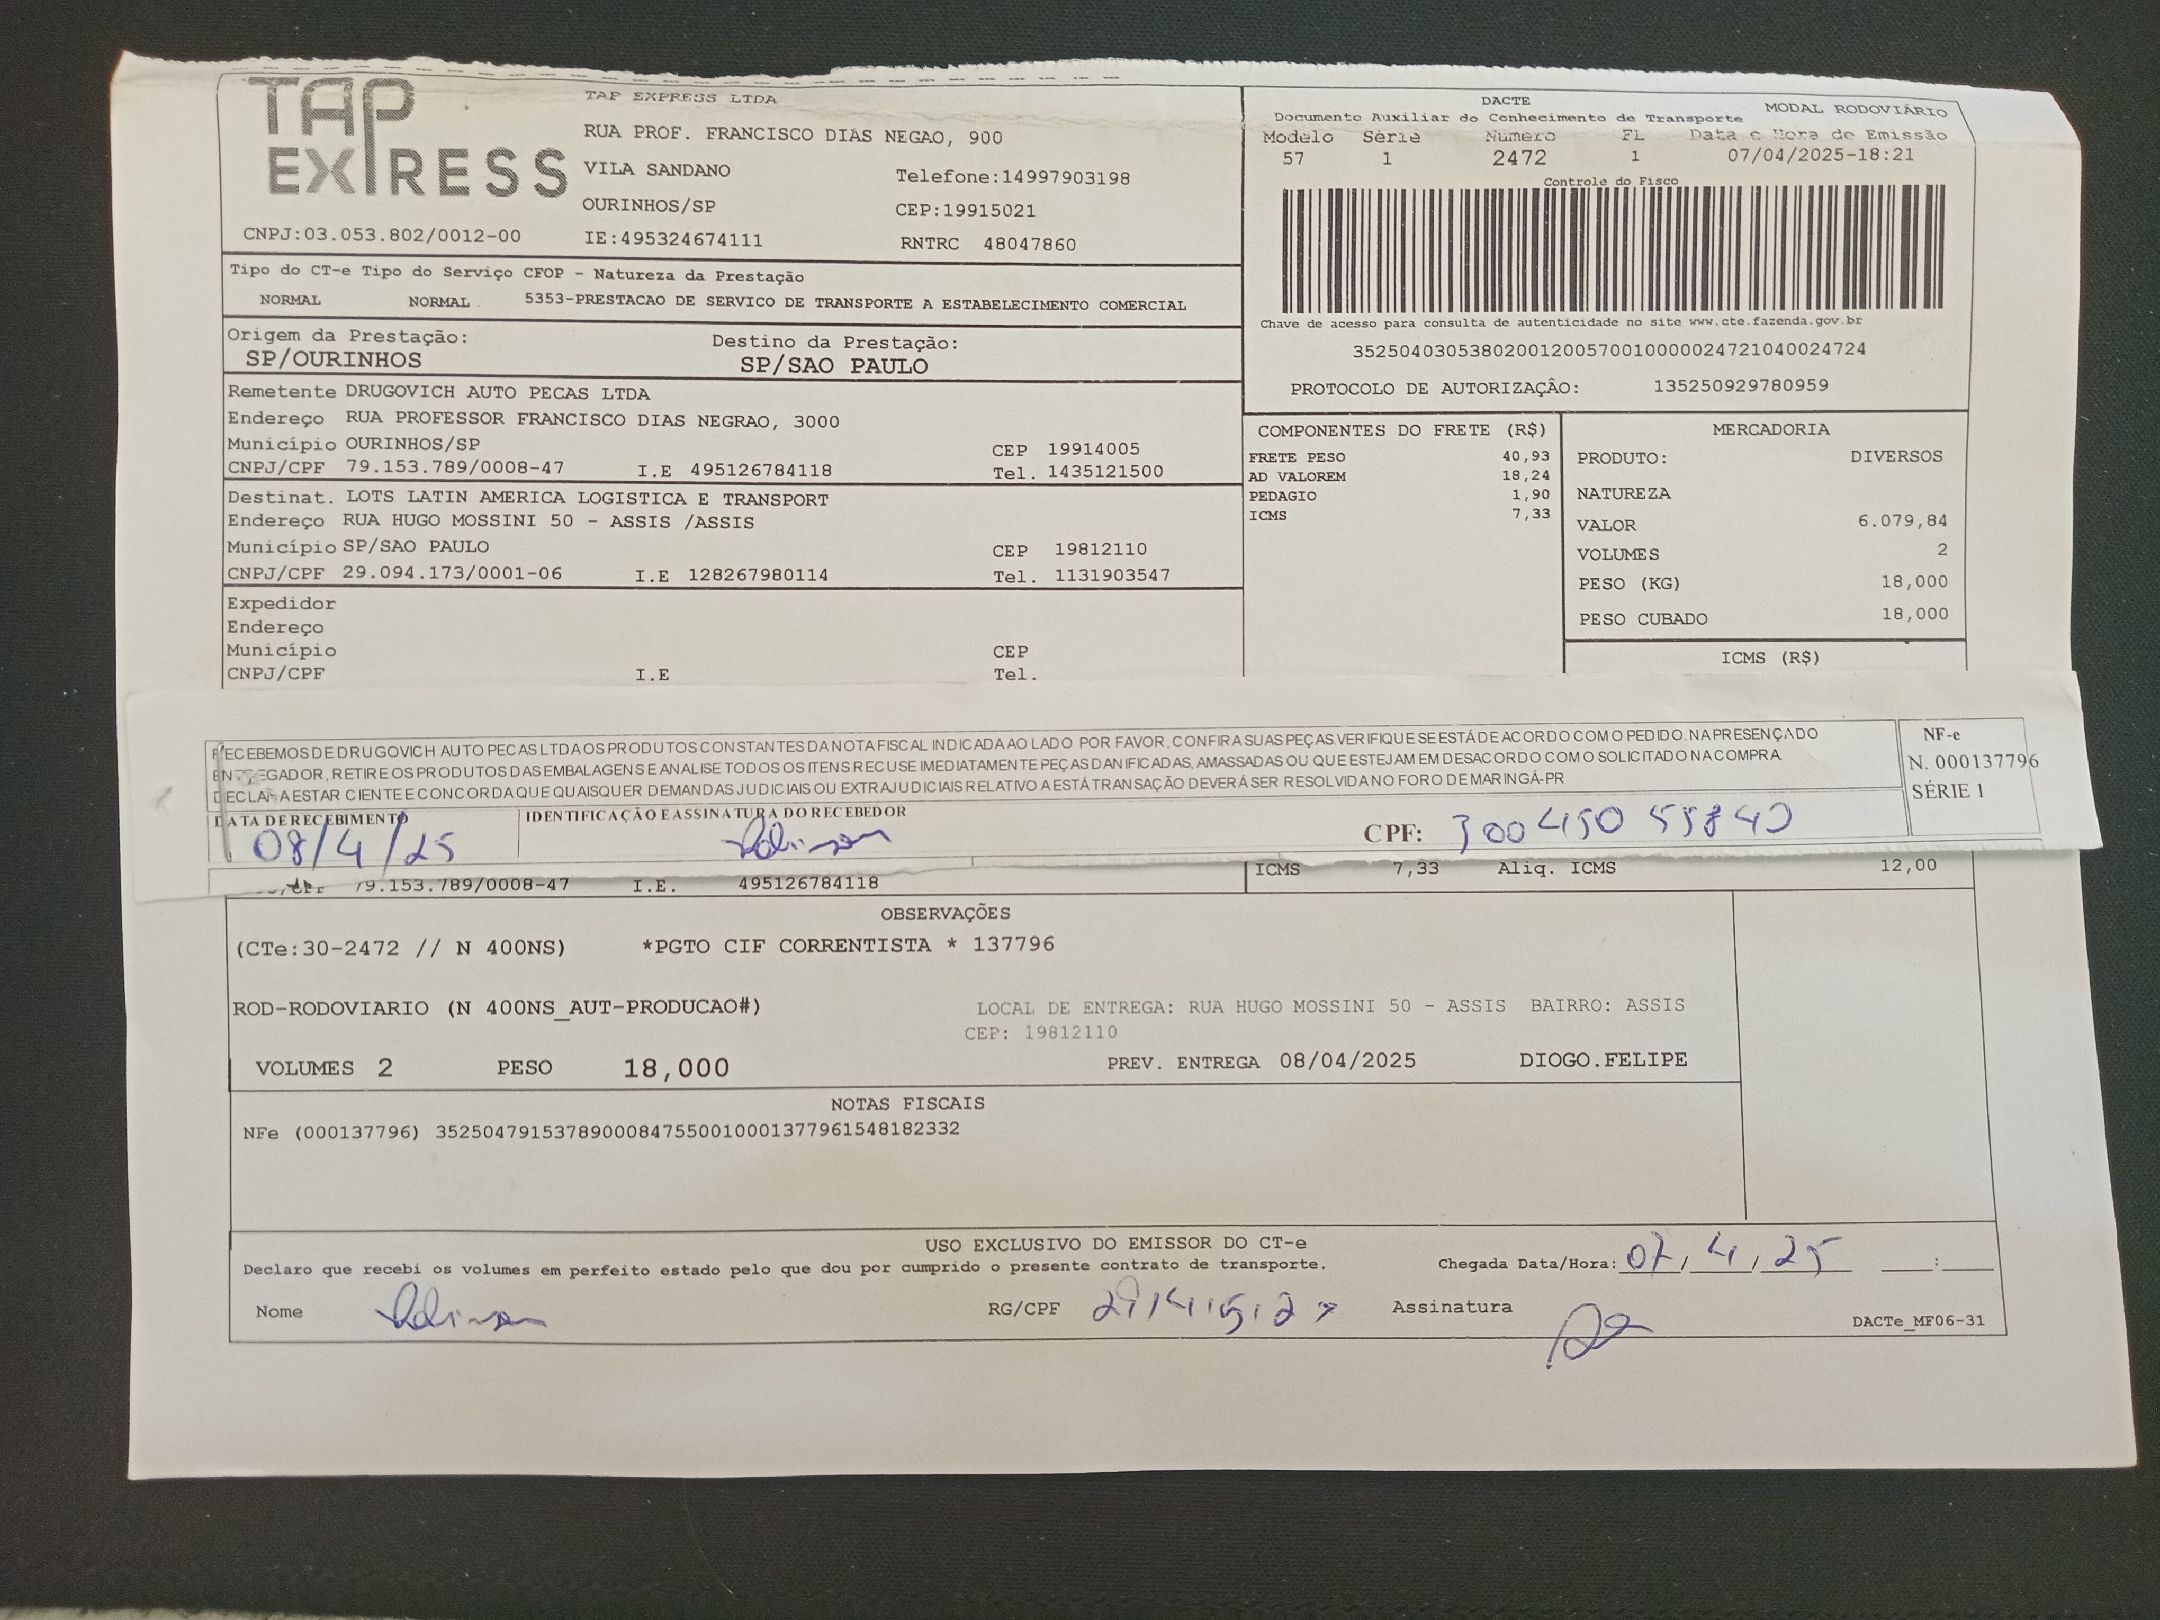 TAP EXPRESS
TAP EXPRESS LTDA
RUA PROF. FRANCISCO DIAS NEGAO, 900
VILA SANDANO
Telefone:14997903198
OURINHOS/SP
CEP:19915021
CNPJ:03.053.802/0012-00
IE:495324674111
RNTRC 48047860
DACTE
MODAL RODOVIÁRIO
Documento Auxiliar do Conhecimento de Transporte
Modelo Série Número FL Data e Hora de Emissão
57 1 2472 1 07/04/2025-18:21
Controle do Fisco
Chave de acesso para consulta de autenticidade no site www.cte.fazenda.gov.br
35250403053802001200570010000024721040024724
PROTOCOLO DE AUTORIZAÇÂO: 135250929780959
Tipo do CT-e Tipo do Serviço CFOP - Natureza da Prestação
NORMAL NORMAL 5353-PRESTACAO DE SERVICO DE TRANSPORTE A ESTABELECIMENTO COMERCIAL
Origem da Prestação: Destino da Prestação:
SP/OURINHOS SP/SAO PAULO
Remetente DRUGOVICH AUTO PECAS LTDA
Endereço RUA PROFESSOR FRANCISCO DIAS NEGRAO, 3000
Município OURINHOS/SP CEP 19914005
CNPJ/CPF 79.153.789/0008-47 I.E 495126784118 Tel. 1435121500
Destinat. LOTS LATIN AMERICA LOGISTICA E TRANSPORT
Endereço RUA HUGO MOSSINI 50 - ASSIS /ASSIS
Município SP/SAO PAULO CEP 19812110
CNPJ/CPF 29.094.173/0001-06 I.E 128267980114 Tel. 1131903547
Expedidor
Endereço
Município CEP
CNPJ/CPF I.E Tel.
COMPONENTES DO FRETE (R$)
FRETE PESO 40,93
AD VALOREM 18,24
PEDAGIO 1,90
ICMS 7,33
MERCADORIA
PRODUTO: DIVERSOS
NATUREZA
VALOR 6.079,84
VOLUMES 2
PESO (KG) 18,000
PESO CUBADO 18,000
ICMS (R$)
RECEBEMOS DE DRUGOVICH AUTO PECAS LTDA OS PRODUTOS CONSTANTES DA NOTA FISCAL INDICADA AO LADO POR FAVOR, CONFIRA SUAS PEÇAS.VERIFIQUE SE ESTÁ DE ACORDO COM O PEDIDO. NA PRESENÇA DO
ENTREGADOR, RETIRE OS PRODUTOS DAS EMBALAGENS E ANALISE TODOS OS ITENS.RECUSE IMEDIATAMENTE PEÇAS DANIFICADAS, AMASSADAS OU QUE ESTEJAM EM DESACORDO COM O SOLICITADO NA COMPRA
DECLARA ESTAR CIENTE E CONCORDA QUE QUAISQUER DEMANDAS JUDICIAIS OU EXTRAJUDICIAIS RELATIVO A ESTÁ TRANSAÇÃO DEVERÁ SER RESOLVIDA NO FORO DE MARINGÁ-PR
NF-e
N. 000137796
SÉRIE 1
DATA DE RECEBIMENTO IDENTIFICAÇÃO E ASSINATURA DO RECEBEDOR
08/4/25 CPF: 300450 55840
79.153.789/0008-47 I.E. 495126784118
ICMS 7,33 Aliq. ICMS 12,00
OBSERVAÇÕES
(CTe:30-2472 // N 400NS) *PGTO CIF CORRENTISTA * 137796
ROD-RODOVIARIO (N 400NS_AUT-PRODUCAO#) LOCAL DE ENTREGA: RUA HUGO MOSSINI 50 - ASSIS BAIRRO: ASSIS
CEP: 19812110
VOLUMES 2 PESO 18,000 PREV. ENTREGA 08/04/2025 DIOGO.FELIPE
NOTAS FISCAIS
NFe (000137796) 35250479153789000847550010001377961548182332
USO EXCLUSIVO DO EMISSOR DO CT-e
Declaro que recebi os volumes em perfeito estado pelo que dou por cumprido o presente contrato de transporte.
Chegada Data/Hora: 07/4/25 :
Nome RG/CPF Assinatura
DACTe_MF06-31